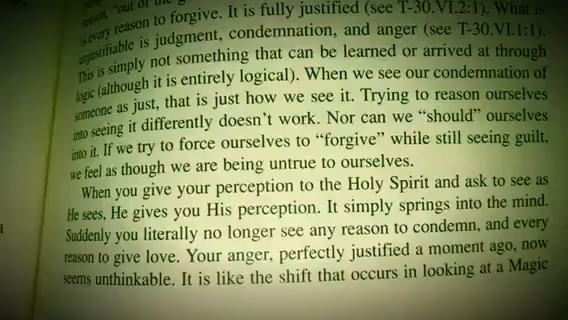 reason, "out of the g
is every reason to forgive. It is fully justified (see T-30.VI.2:1). What is
unjustifiable is judgment, condemnation, and anger (see T-30.VI.1:1).
This is simply not something that can be learned or arrived at through
logic (although it is entirely logical). When we see our condemnation of
someone as just, that is just how we see it. Trying to reason ourselves
into seeing it differently doesn't work. Nor can we "should" ourselves
into it. If we try to force ourselves to "forgive" while still seeing guilt,
we feel as though we are being untrue to ourselves.
When you give your perception to the Holy Spirit and ask to see as
He sees, He gives you His perception. It simply springs into the mind.
Suddenly you literally no longer see any reason to condemn, and every
reason to give love. Your anger, perfectly justified a moment ago, now
seems unthinkable. It is like the shift that occurs in looking at a Magic